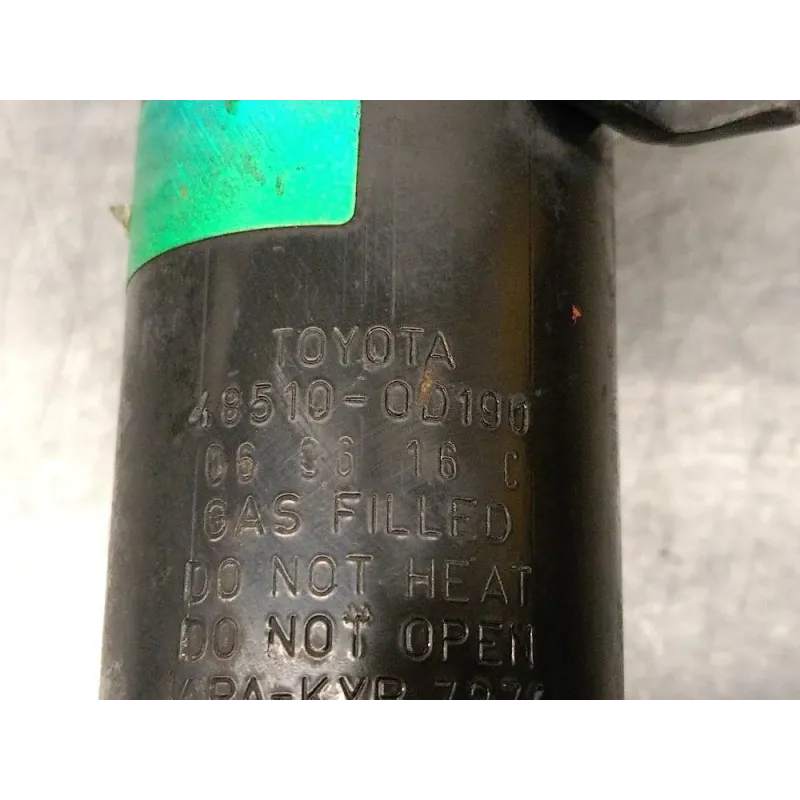 TOYOTA
48510-0D190
06 06 16 C
GAS FILLED
DO NOT HEAT
DO NOT OPEN